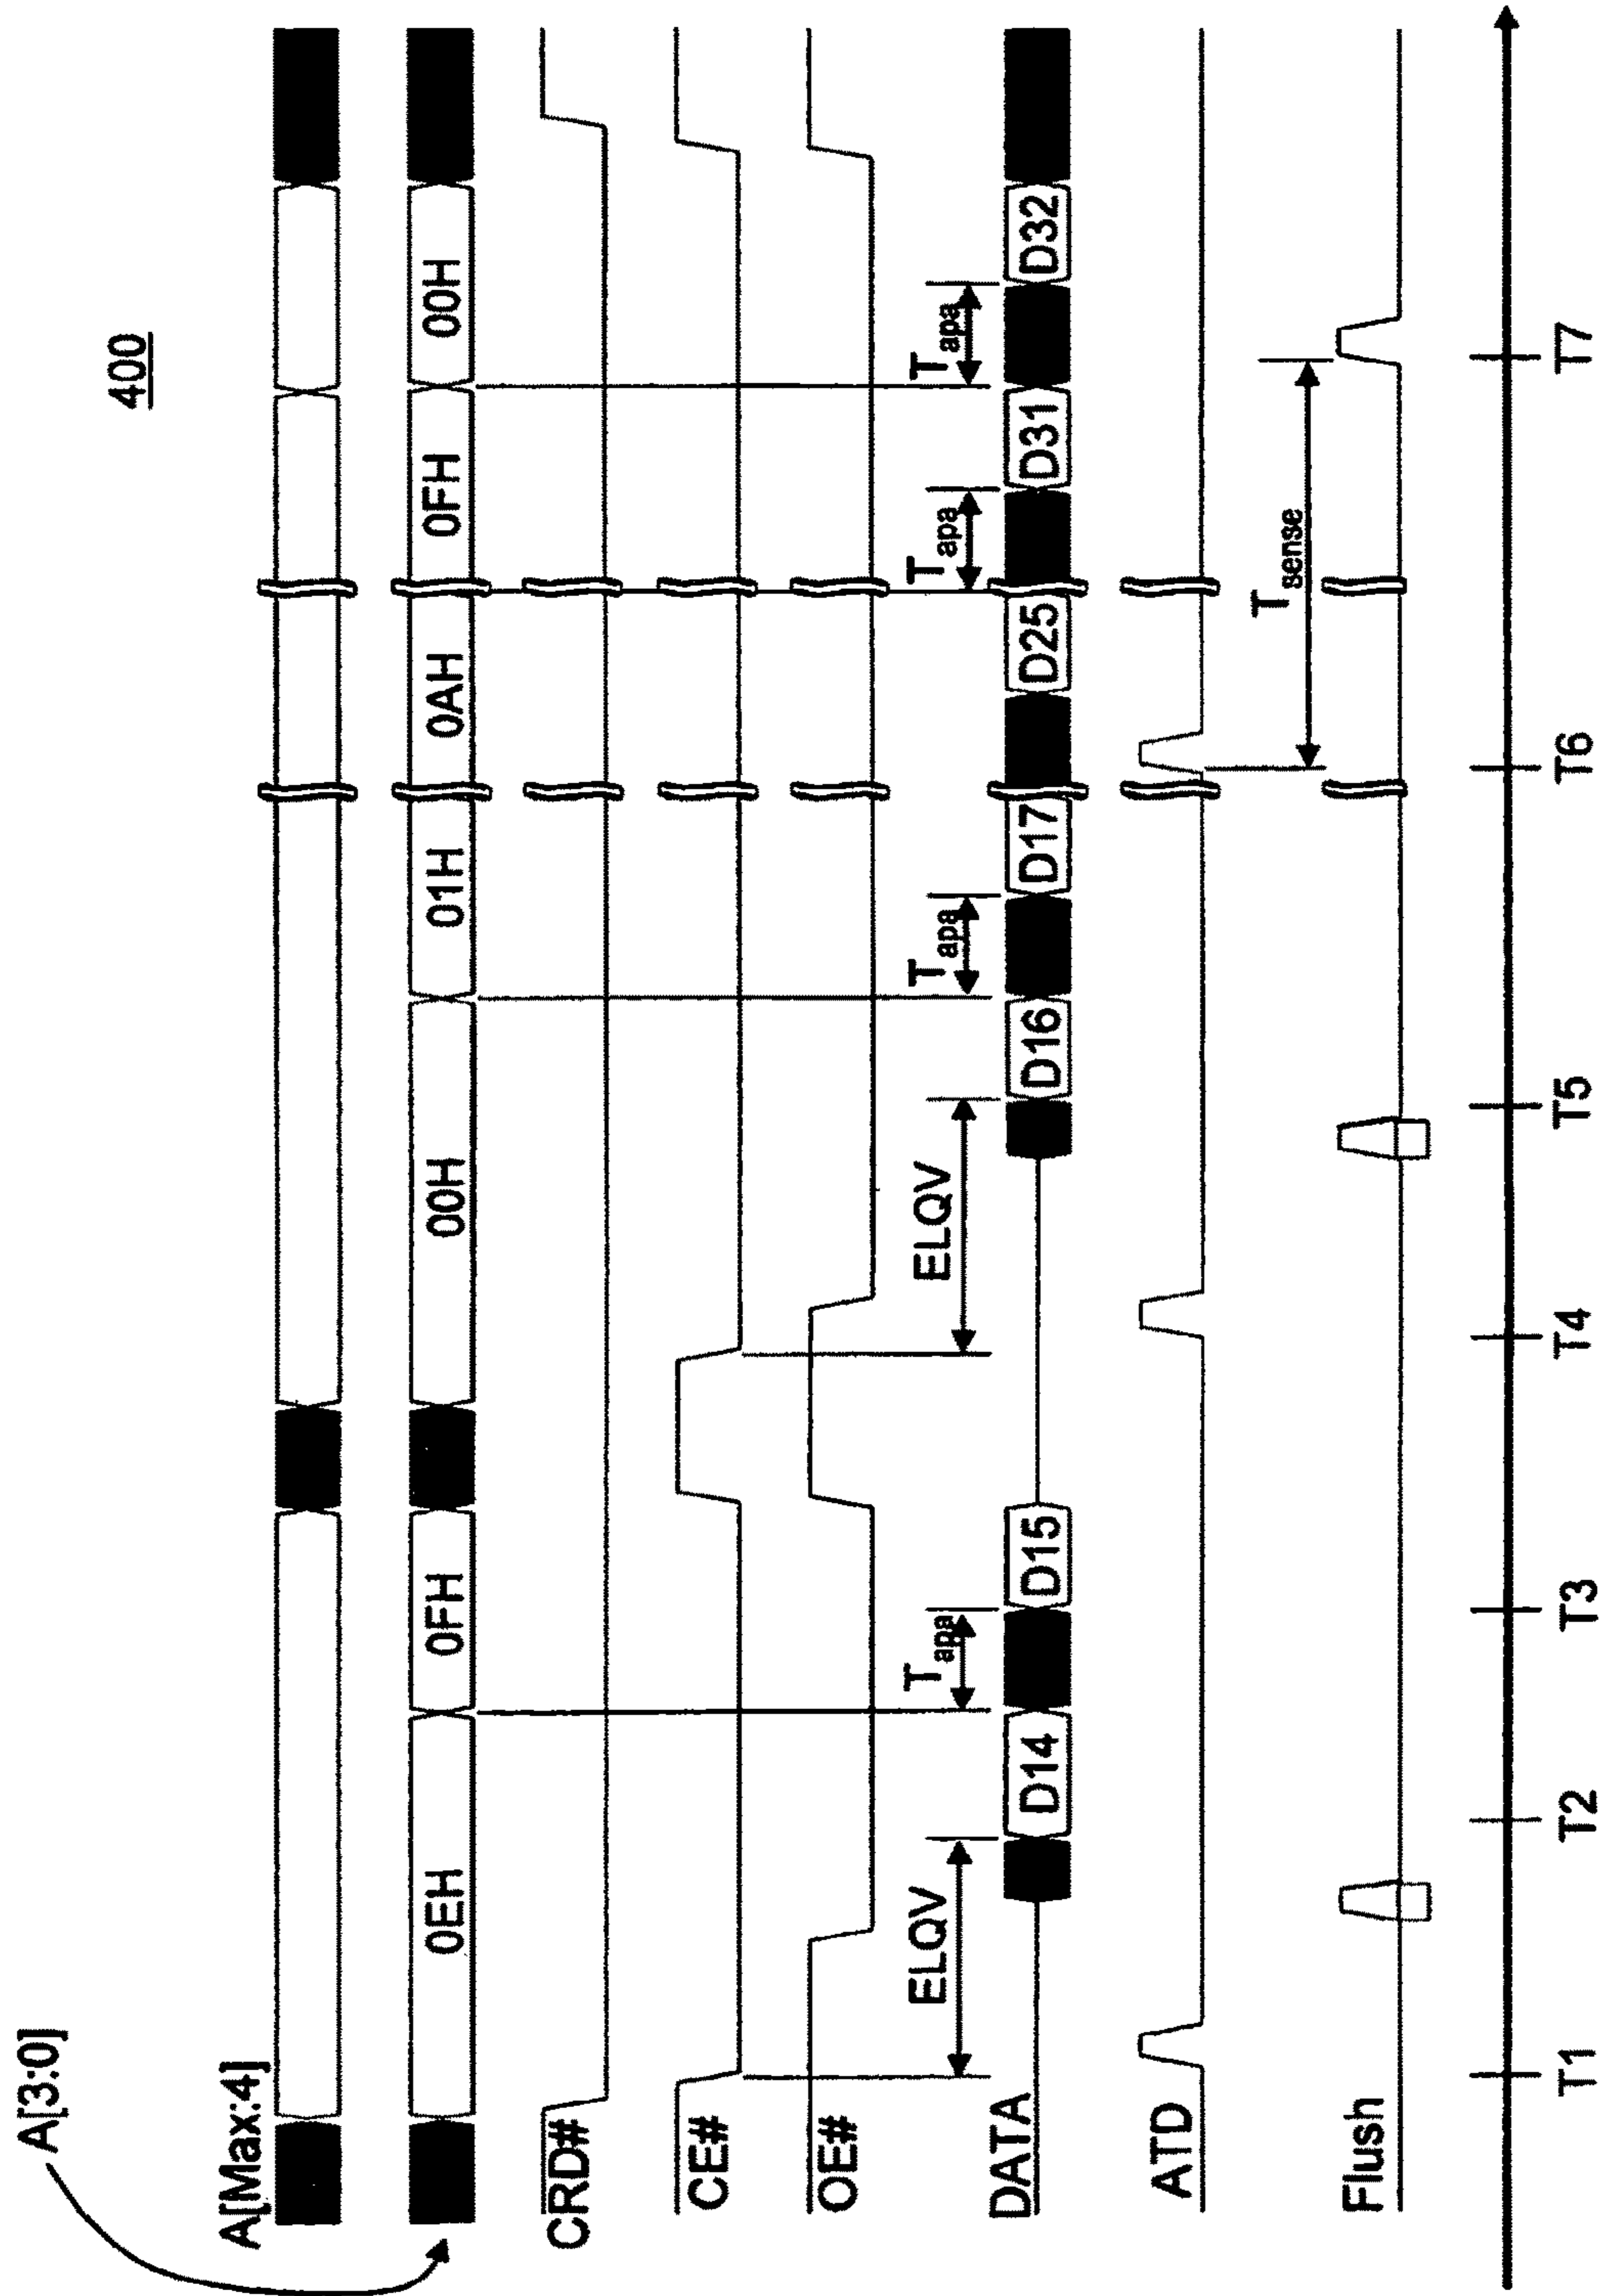 400
A[3:0]
A[Max:4]
0EH 0FH 00H 01H 0AH 0FH 00H
CRD#
CE#
OE#
ELQV Tapa ELQV Tapa Tapa Tapa
DATA D14 D15 D16 D17 D25 D31 D32
ATD
Tsense
Flush
T1 T2 T3 T4 T5 T6 T7